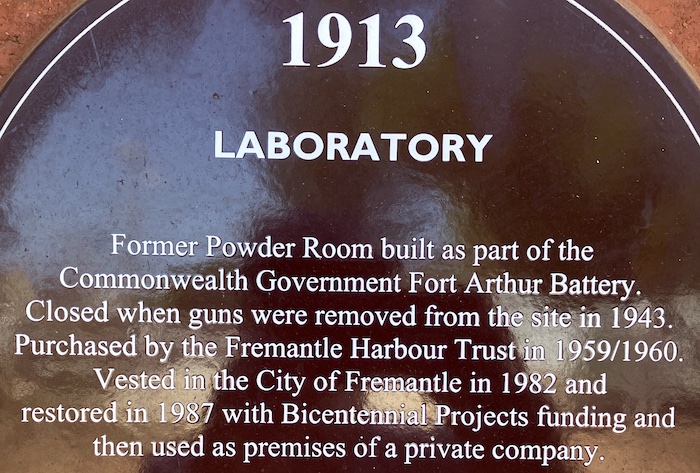 1913
LABORATORY
Former Powder Room built as part of the
Commonwealth Government Fort Arthur Battery.
Closed when guns were removed from the site in 1943.
Purchased by the Fremantle Harbour Trust in 1959/1960.
Vested in the City of Fremantle in 1982 and
restored in 1987 with Bicentennial Projects funding and
then used as premises of a private company.